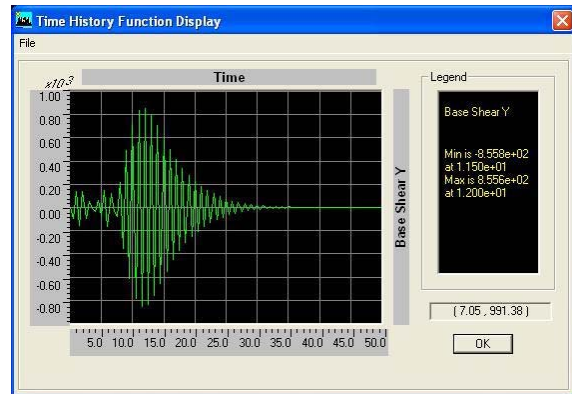 Time History Function Display
File
x10 3
Time
Legend
1.00
0.80
0.60
0.40
0.20
0.00
-0.20
-0.40
-0.60
-0.80
Base Shear Y
Base Shear Y
Min is -8.558e+02
at 1.150e+01
Max is 8.556e+02
at 1.200e+01
5.0 10.0 15.0 20.0 25.0 30.0 35.0 40.0 45.0 50.0
( 7.05 , 991.38 )
OK